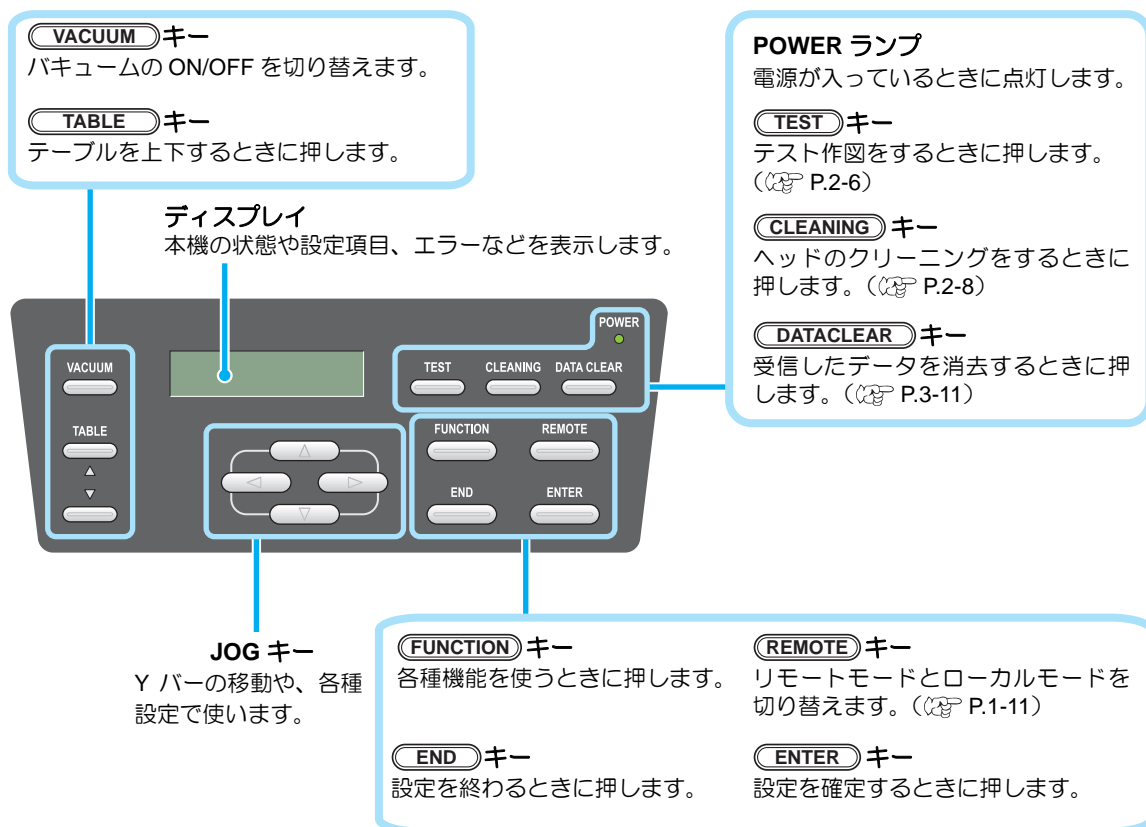 VACUUM キー
バキュームの ON/OFF を切り替えます。
TABLE キー
テーブルを上下するときに押します。
ディスプレイ
本機の状態や設定項目、エラーなどを表示します。
POWER ランプ
電源が入っているときに点灯します。
TEST キー
テスト作図をするときに押します。
（ P.2-6）
CLEANING キー
ヘッドのクリーニングをするときに
押します。（ P.2-8）
DATACLEAR キー
受信したデータを消去するときに押
します。（ P.3-11）
POWER
VACUUM
TEST
CLEANING
DATA CLEAR
TABLE
FUNCTION
REMOTE
END
ENTER
JOG キー
Y バーの移動や、各種
設定で使います。
FUNCTION キー
各種機能を使うときに押します。
REMOTE キー
リモートモードとローカルモードを
切り替えます。（ P.1-11）
END キー
設定を終わるときに押します。
ENTER キー
設定を確定するときに押します。